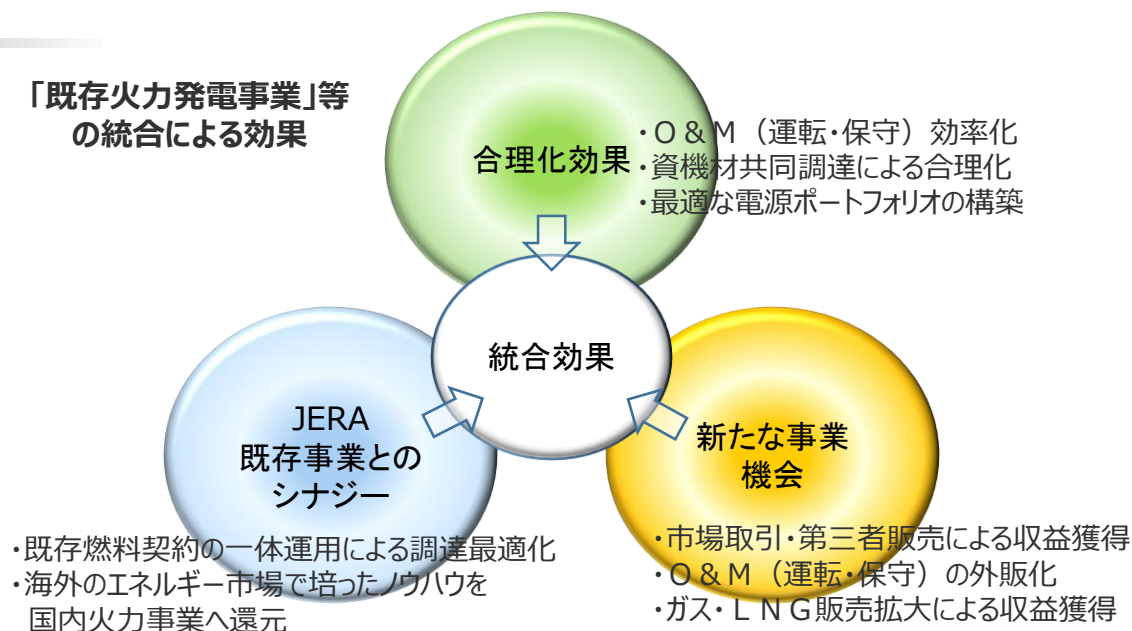 「既存火力発電事業」等
の統合による効果
合理化効果
・O&M（運転・保守）効率化
・資機材共同調達による合理化
・最適な電源ポートフォリオの構築
統合効果
JERA
既存事業との
シナジー
・既存燃料契約の一体運用による調達最適化
・海外のエネルギー市場で培ったノウハウを
国内火力事業へ還元
新たな事業
機会
・市場取引・第三者販売による収益獲得
・O&M（運転・保守）の外販化
・ガス・LNG販売拡大による収益獲得